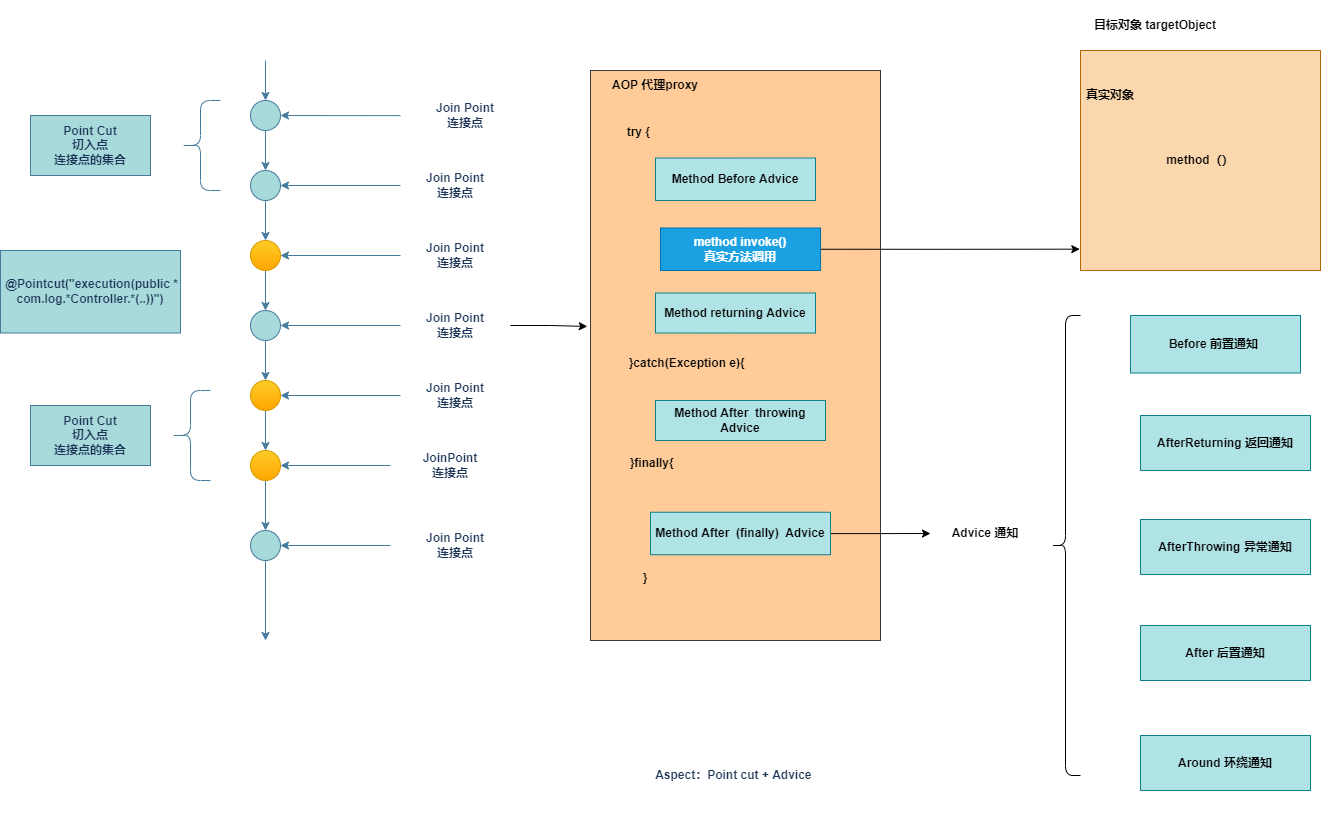 目标对象 targetObject
AOP 代理proxy
真实对象
method（）
Point Cut
切入点
连接点的集合
Join Point
连接点
Join Point
连接点
Join Point
连接点
@Pointcut("execution(public *
com.log.*Controller.*(..))")
Join Point
连接点
Join Point
连接点
Point Cut
切入点
连接点的集合
JoinPoint
连接点
Join Point
连接点
try {
Method Before Advice
method invoke()
真实方法调用
Method returning Advice
}catch(Exception e){
Method After throwing
Advice
}finally{
Method After（finally）Advice
}
Advice 通知
Before 前置通知
AfterReturning 返回通知
AfterThrowing 异常通知
After 后置通知
Around 环绕通知
Aspect：Point cut + Advice